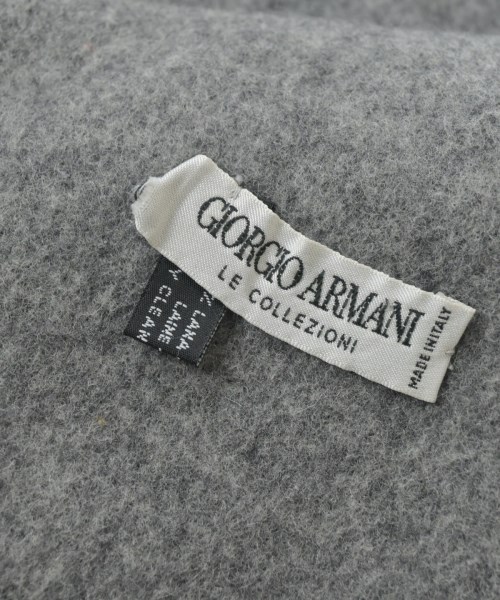 GIORGIO ARMANI
LE COLLEZIONI
MADE IN ITALY
LANA
LAINE
CLEAN